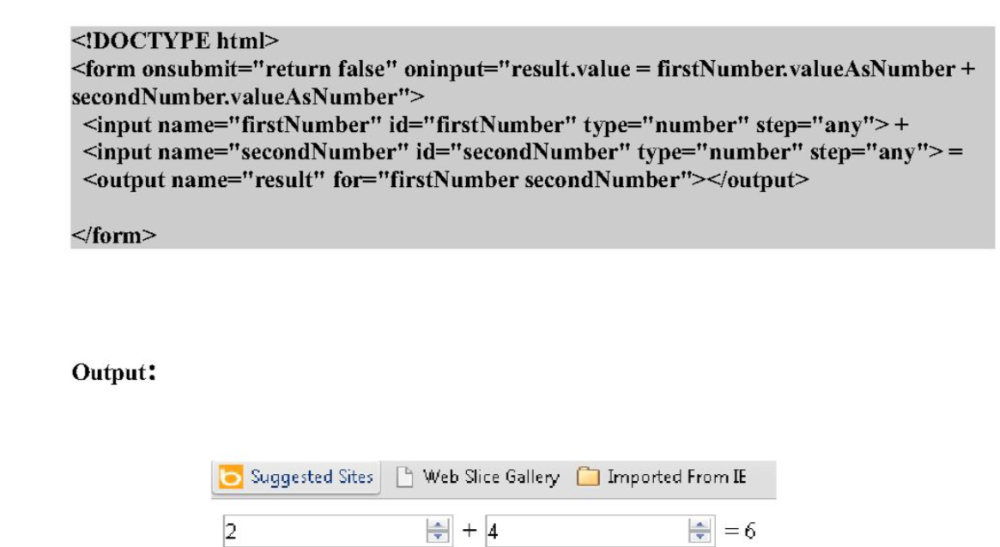 <!DOCTYPE html>
<form onsubmit="return false" oninput="result.value = firstNumber.valueAsNumber +
secondNumber.valueAsNumber">
<input name="firstNumber" id="firstNumber" type="number" step="any"> +
<input name="secondNumber" id="secondNumber" type="number" step="any"> =
<output name="result" for="firstNumber secondNumber"></output>
</form>
Output:
Suggested Sites Web Slice Gallery Imported From IE
2 + 4 = 6